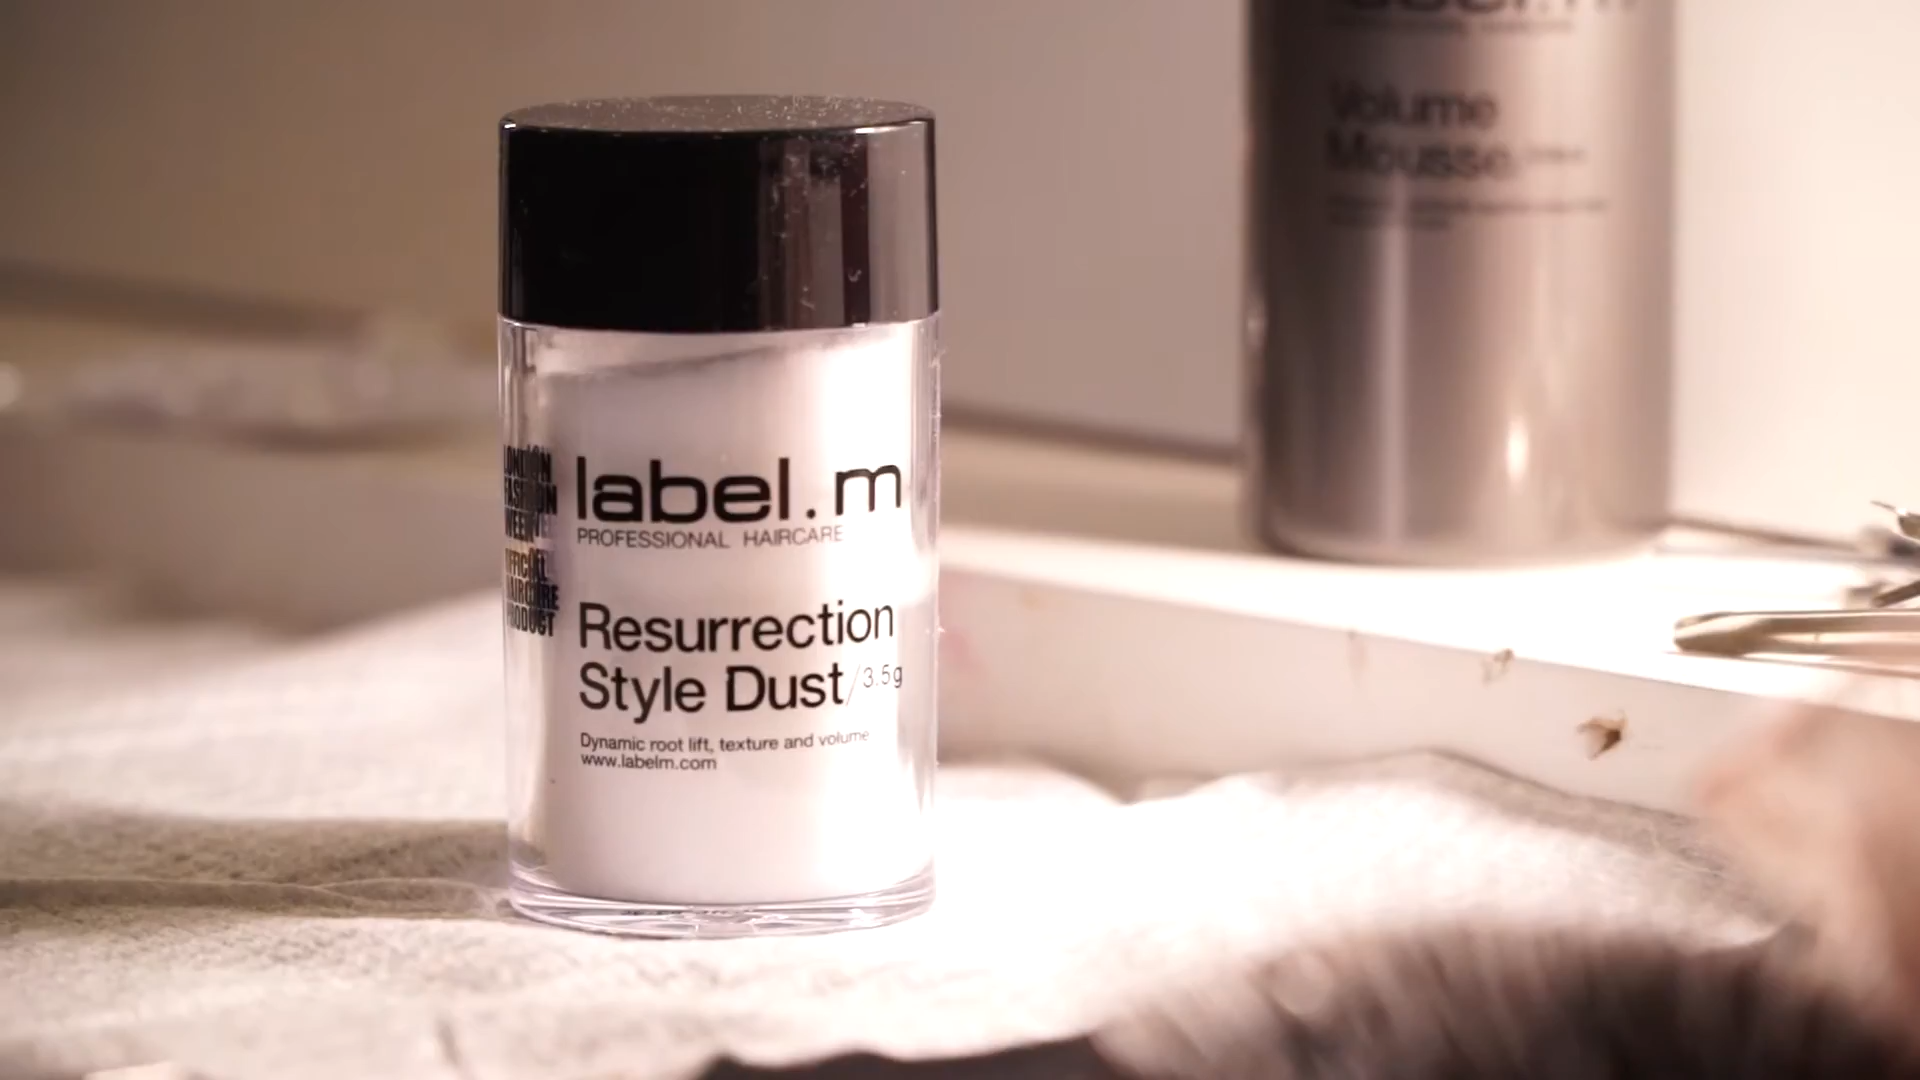 label.m
PROFESSIONAL HAIRCARE
Resurrection
Style Dust/3.5g
Dynamic root lift, texture and volume
www.labelm.com
LONDON
FASHION
WEEK
OFFICIAL
HAIRCARE
PRODUCT
label.m
Volume
Mousse